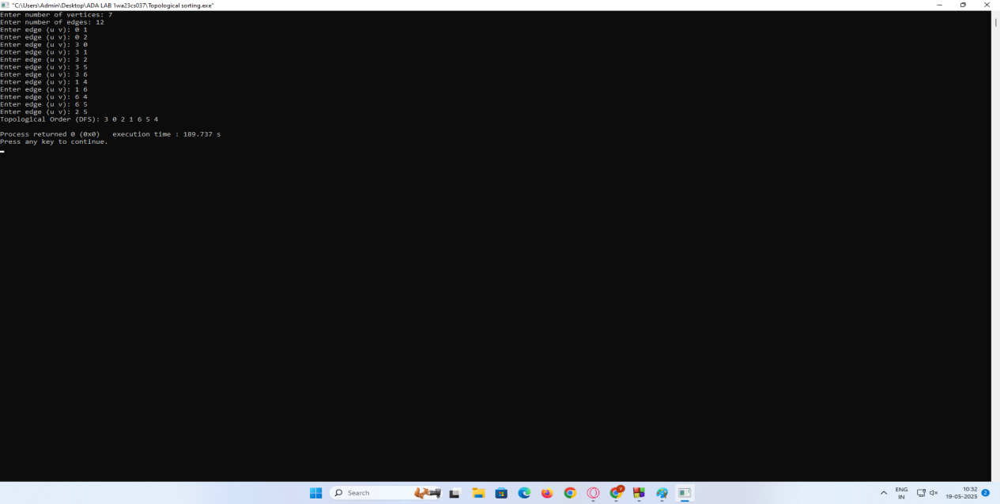 "C:\Users\Admin\Desktop\ADA LAB 1wa23cs037\Topological sorting.exe"
Enter number of vertices: 7
Enter number of edges: 12
Enter edge (u v): 0 1
Enter edge (u v): 0 2
Enter edge (u v): 3 0
Enter edge (u v): 3 1
Enter edge (u v): 3 2
Enter edge (u v): 3 5
Enter edge (u v): 3 6
Enter edge (u v): 1 4
Enter edge (u v): 1 6
Enter edge (u v): 6 4
Enter edge (u v): 6 5
Enter edge (u v): 2 5
Topological Order (DFS): 3 0 2 1 6 5 4
Process returned 0 (0x0)   execution time : 189.737 s
Press any key to continue.
Search
ENG
IN
10:32
19-05-2025
2